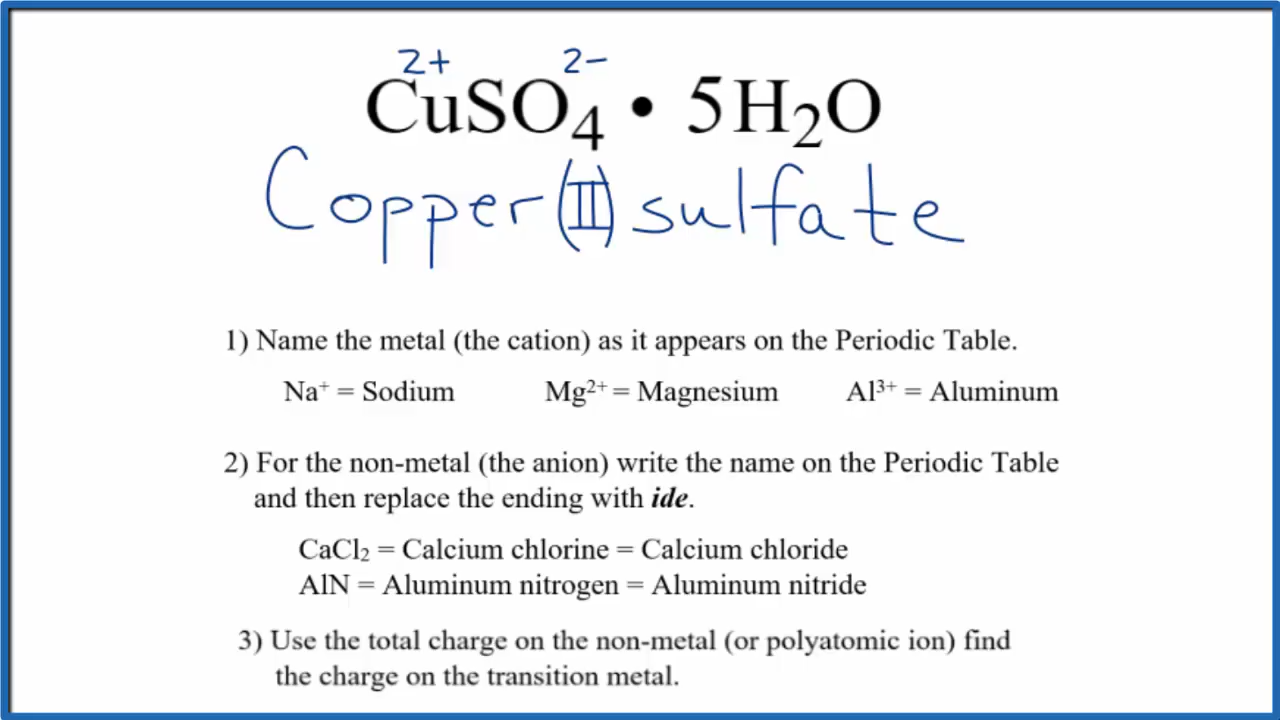 2+ 2−
CuSO₄ • 5H₂O
Copper(II) sulfate
1) Name the metal (the cation) as it appears on the Periodic Table.
Na⁺ = Sodium Mg²⁺ = Magnesium Al³⁺ = Aluminum
2) For the non-metal (the anion) write the name on the Periodic Table
and then replace the ending with ide.
CaCl₂ = Calcium chlorine = Calcium chloride
AlN = Aluminum nitrogen = Aluminum nitride
3) Use the total charge on the non-metal (or polyatomic ion) find
the charge on the transition metal.